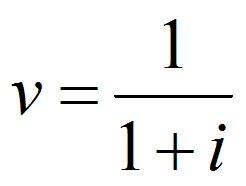 v = 1 / (1 + i)